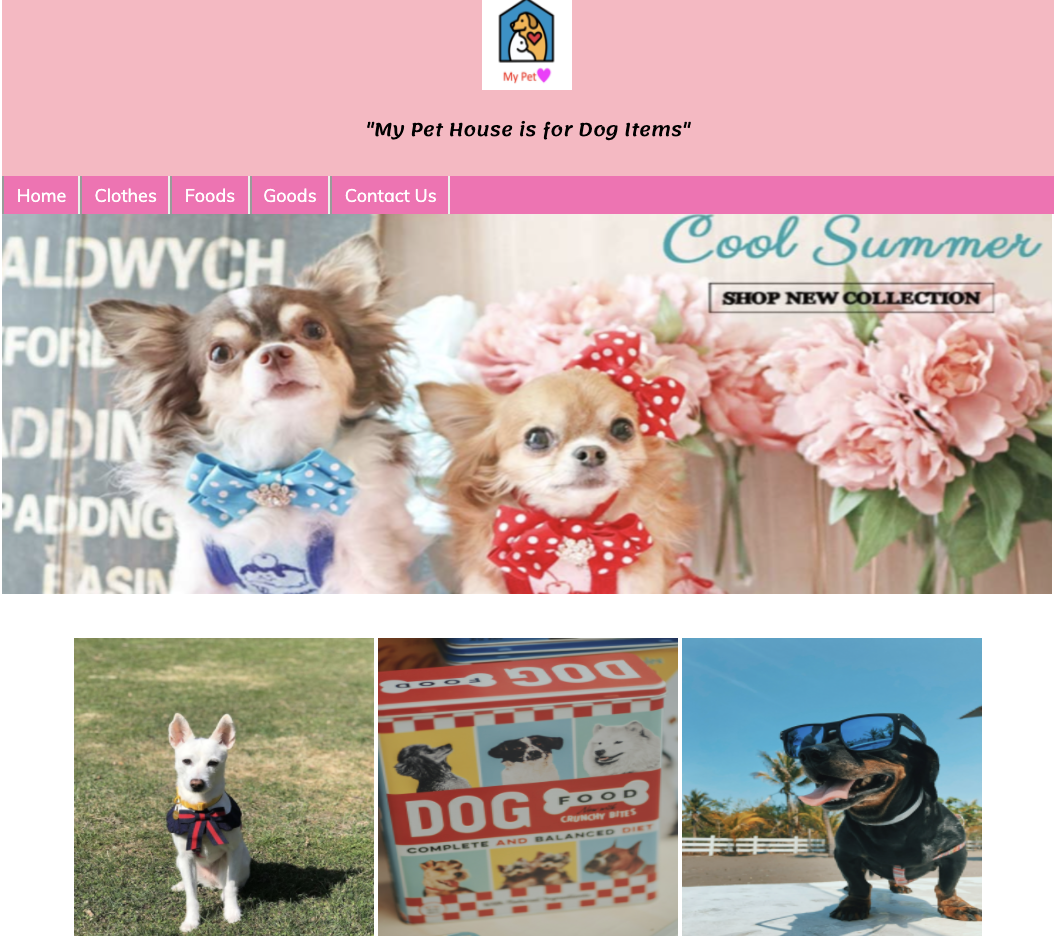 My Pet
"My Pet House is for Dog Items"
Home Clothes Foods Goods Contact Us
Cool Summer
SHOP NEW COLLECTION
ALDWYCH
FORD
ADDIN
PADDNG
BASIN
DOG
FOOD
DOG
FOOD
CRUNCHY BITES
COMPLETE AND BALANCED DIET